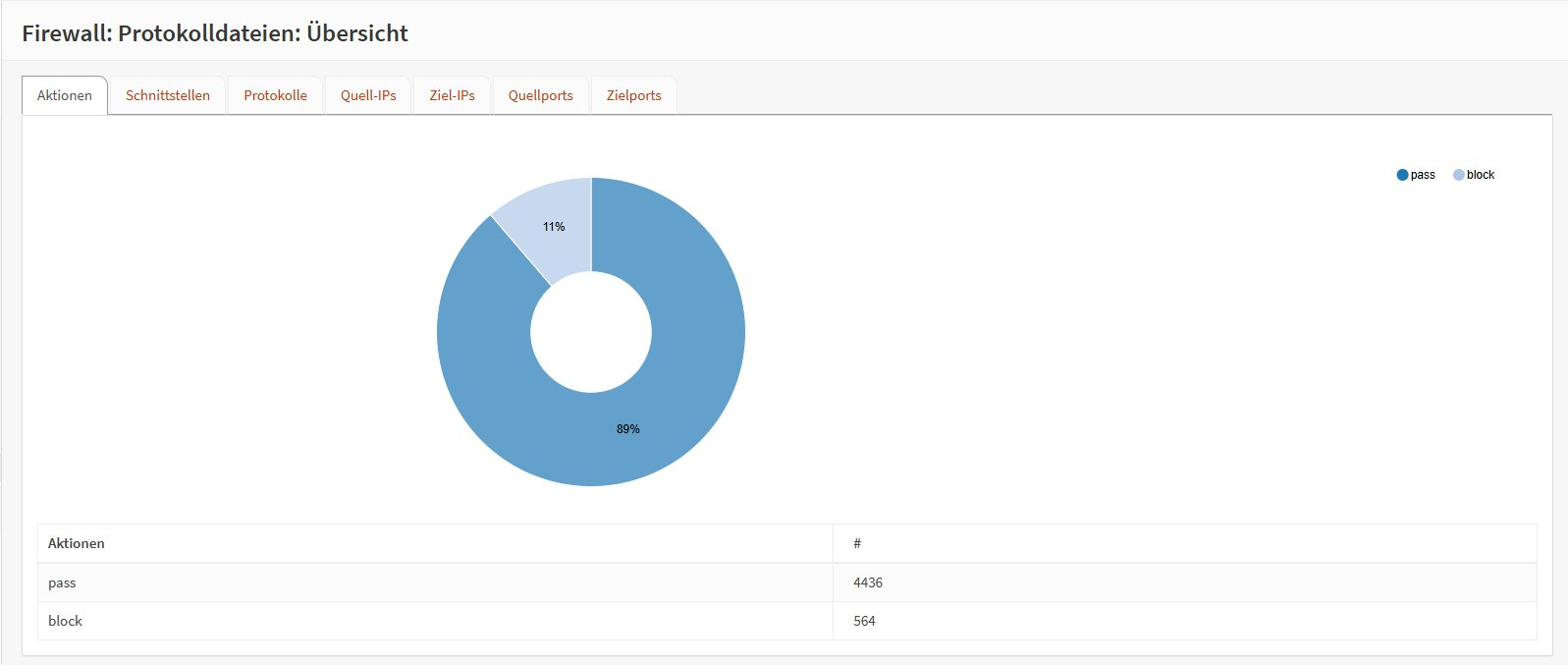 Firewall: Protokolldateien: Übersicht
Aktionen Schnittstellen Protokolle Quell-IPs Ziel-IPs Quellports Zielports
pass block
11%
89%
Aktionen #
pass 4436
block 564